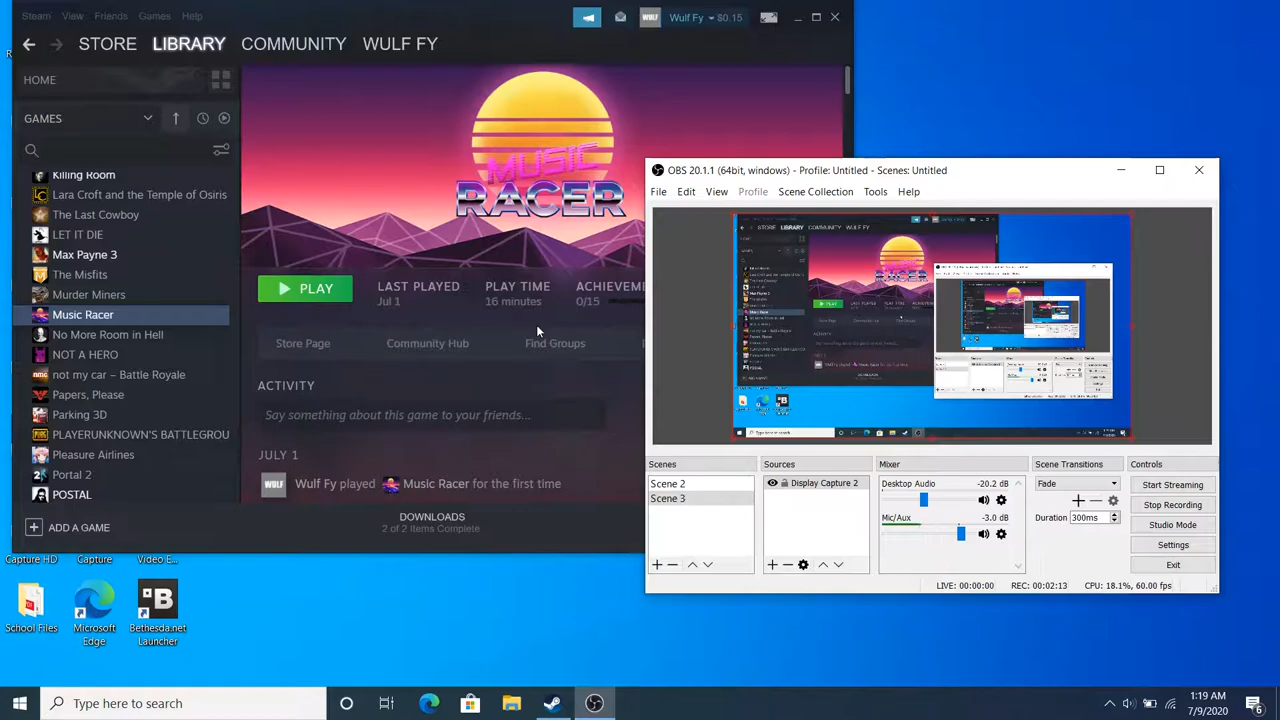 Steam View Friends Games Help
Wulf Fy $0.15
STORE LIBRARY COMMUNITY WULF FY
HOME
GAMES
Killing Room
Lara Croft and the Temple of Osiris
The Last Cowboy
LET IT DIE
Max Payne 3
The Misfits
Murder Miners
Music Racer
No More Room in Hell
NOT A HERO
not my car – Battle Royale
Papers, Please
Pixel 3D
PLAYERUNKNOWN'S BATTLEGROU
Pleasure Airlines
Postal 2
POSTAL
ADD A GAME
MUSIC
RACER
PLAY
LAST PLAYED
Jul 1
PLAY TIME
16 minutes
ACHIEVEME
0/15
Store Page
Community Hub
Find Groups
ACTIVITY
Say something about this game to your friends...
JULY 1
WULF
Wulf Fy played Music Racer for the first time
DOWNLOADS
2 of 2 Items Complete
OBS 20.1.1 (64bit, windows) - Profile: Untitled - Scenes: Untitled
File Edit View Profile Scene Collection Tools Help
Scenes
Scene 2
Scene 3
Sources
Display Capture 2
Mixer
Desktop Audio -20.2 dB
Mic/Aux -3.0 dB
Scene Transitions
Fade
Duration 300ms
Controls
Start Streaming
Stop Recording
Studio Mode
Settings
Exit
LIVE: 00:00:00 REC: 00:02:13 CPU: 18.1%, 60.00 fps
Capture HD
Capture
Video E...
School Files
Microsoft
Edge
Bethesda.net
Launcher
Type here to search
1:19 AM
7/9/2020
6